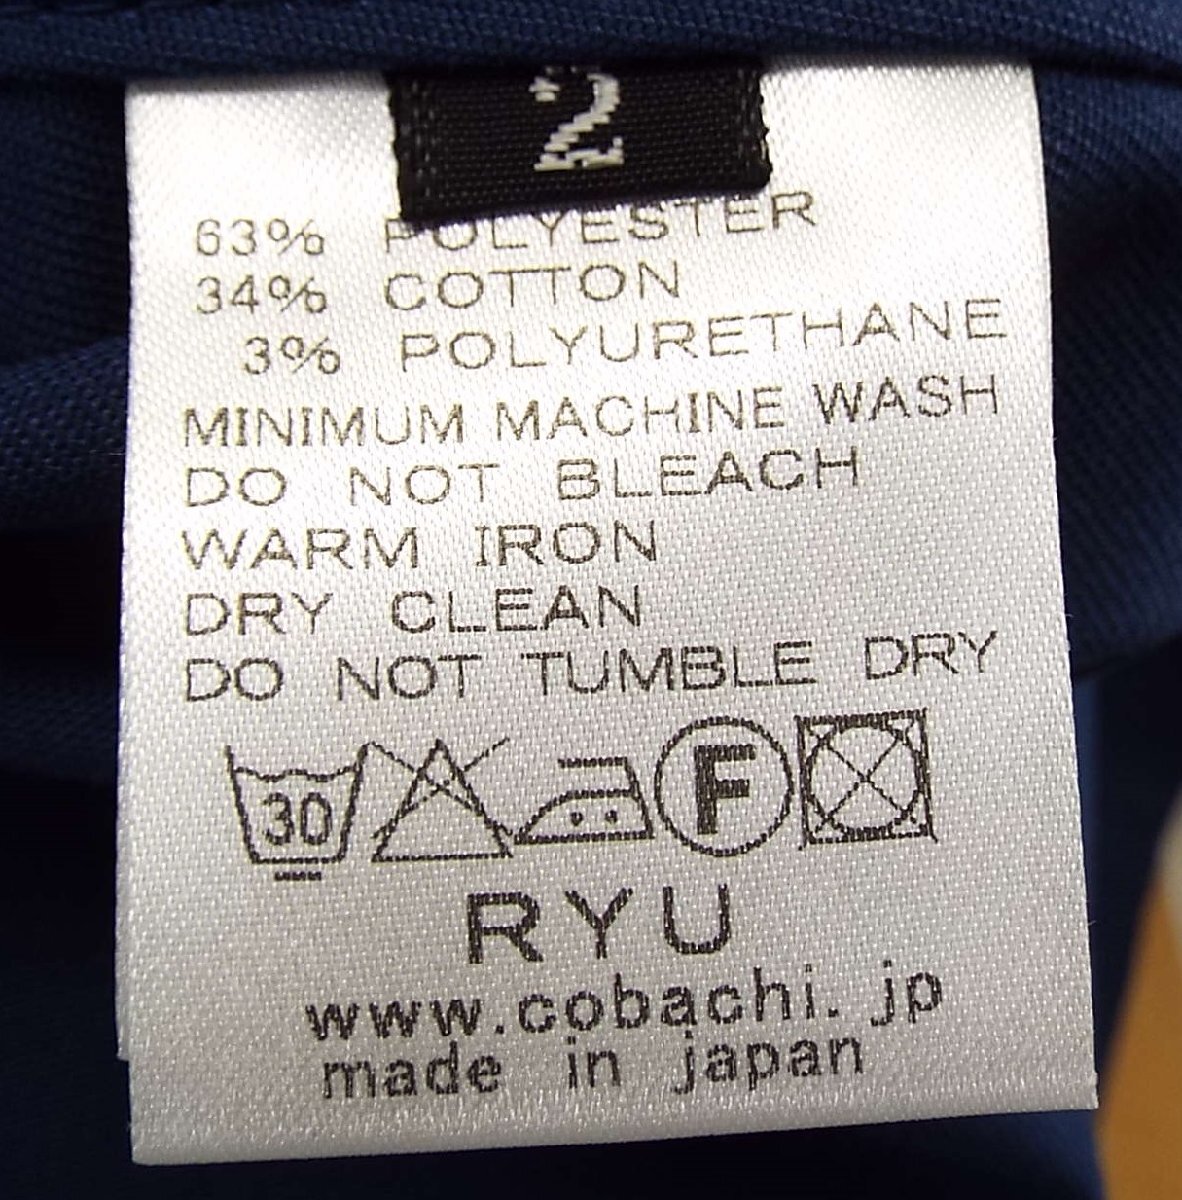 2
63% POLYESTER
34% COTTON
3% POLYURETHANE
MINIMUM MACHINE WASH
DO NOT BLEACH
WARM IRON
DRY CLEAN
DO NOT TUMBLE DRY
30 F
RYU
www.cobachi.jp
made in japan